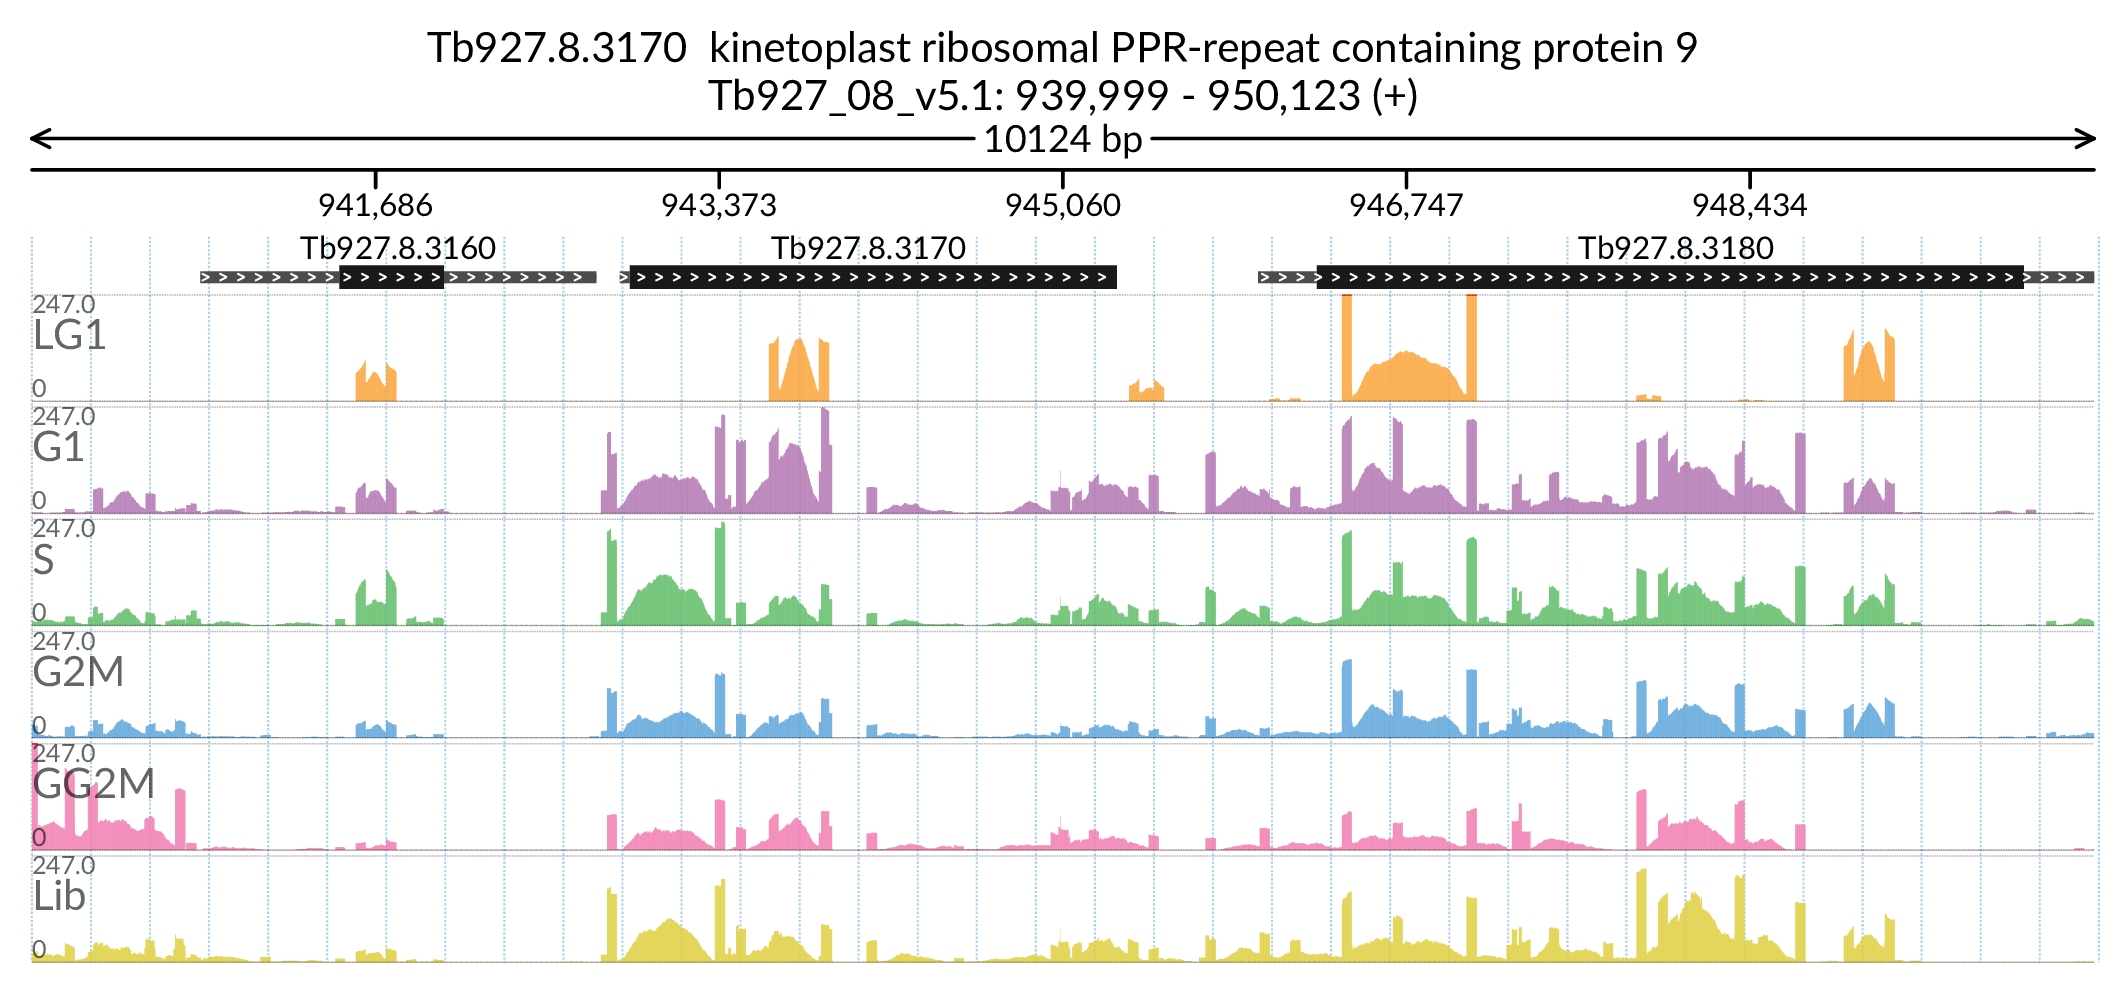 Tb927.8.3170  kinetoplast ribosomal PPR-repeat containing protein 9
Tb927_08_v5.1: 939,999 - 950,123 (+)
10124 bp
941,686 943,373 945,060 946,747 948,434
Tb927.8.3160 Tb927.8.3170 Tb927.8.3180
247.0
LG1
0
247.0
G1
0
247.0
S
0
247.0
G2M
0
247.0
GG2M
0
247.0
Lib
0